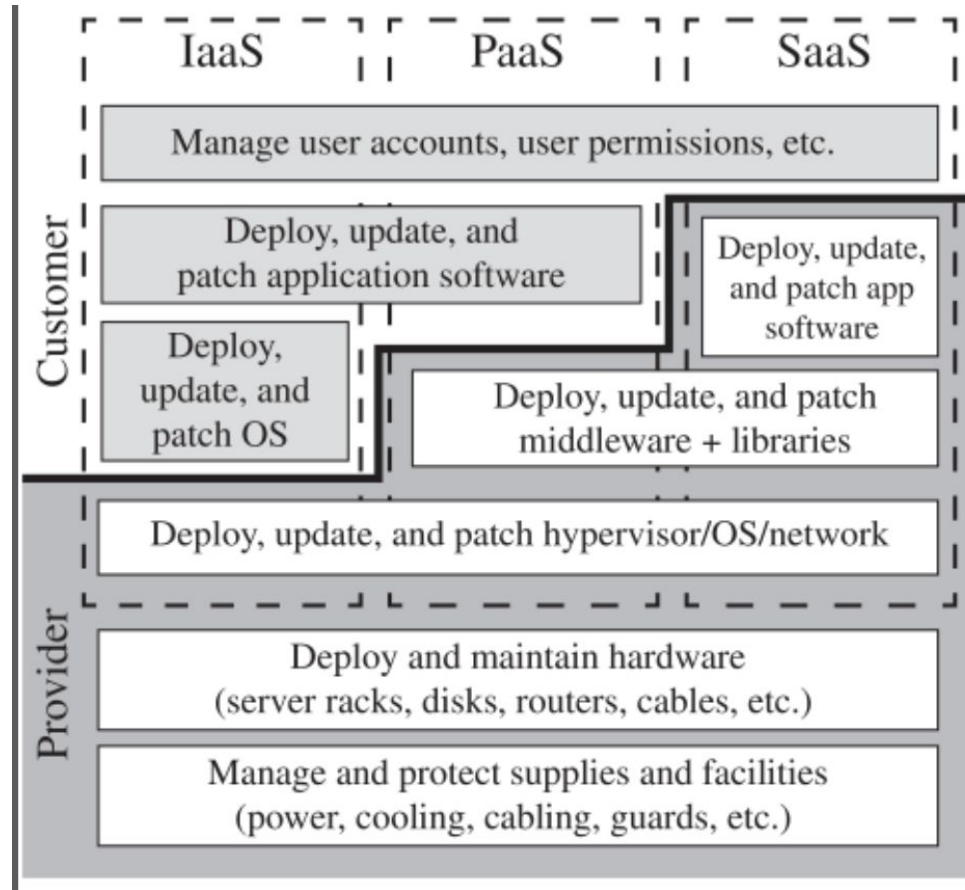 IaaS
PaaS
SaaS
Manage user accounts, user permissions, etc.
Customer
Deploy, update, and
patch application software
Deploy, update,
and patch app
software
Deploy,
update, and
patch OS
Deploy, update, and patch
middleware + libraries
Deploy, update, and patch hypervisor/OS/network
Provider
Deploy and maintain hardware
(server racks, disks, routers, cables, etc.)
Manage and protect supplies and facilities
(power, cooling, cabling, guards, etc.)